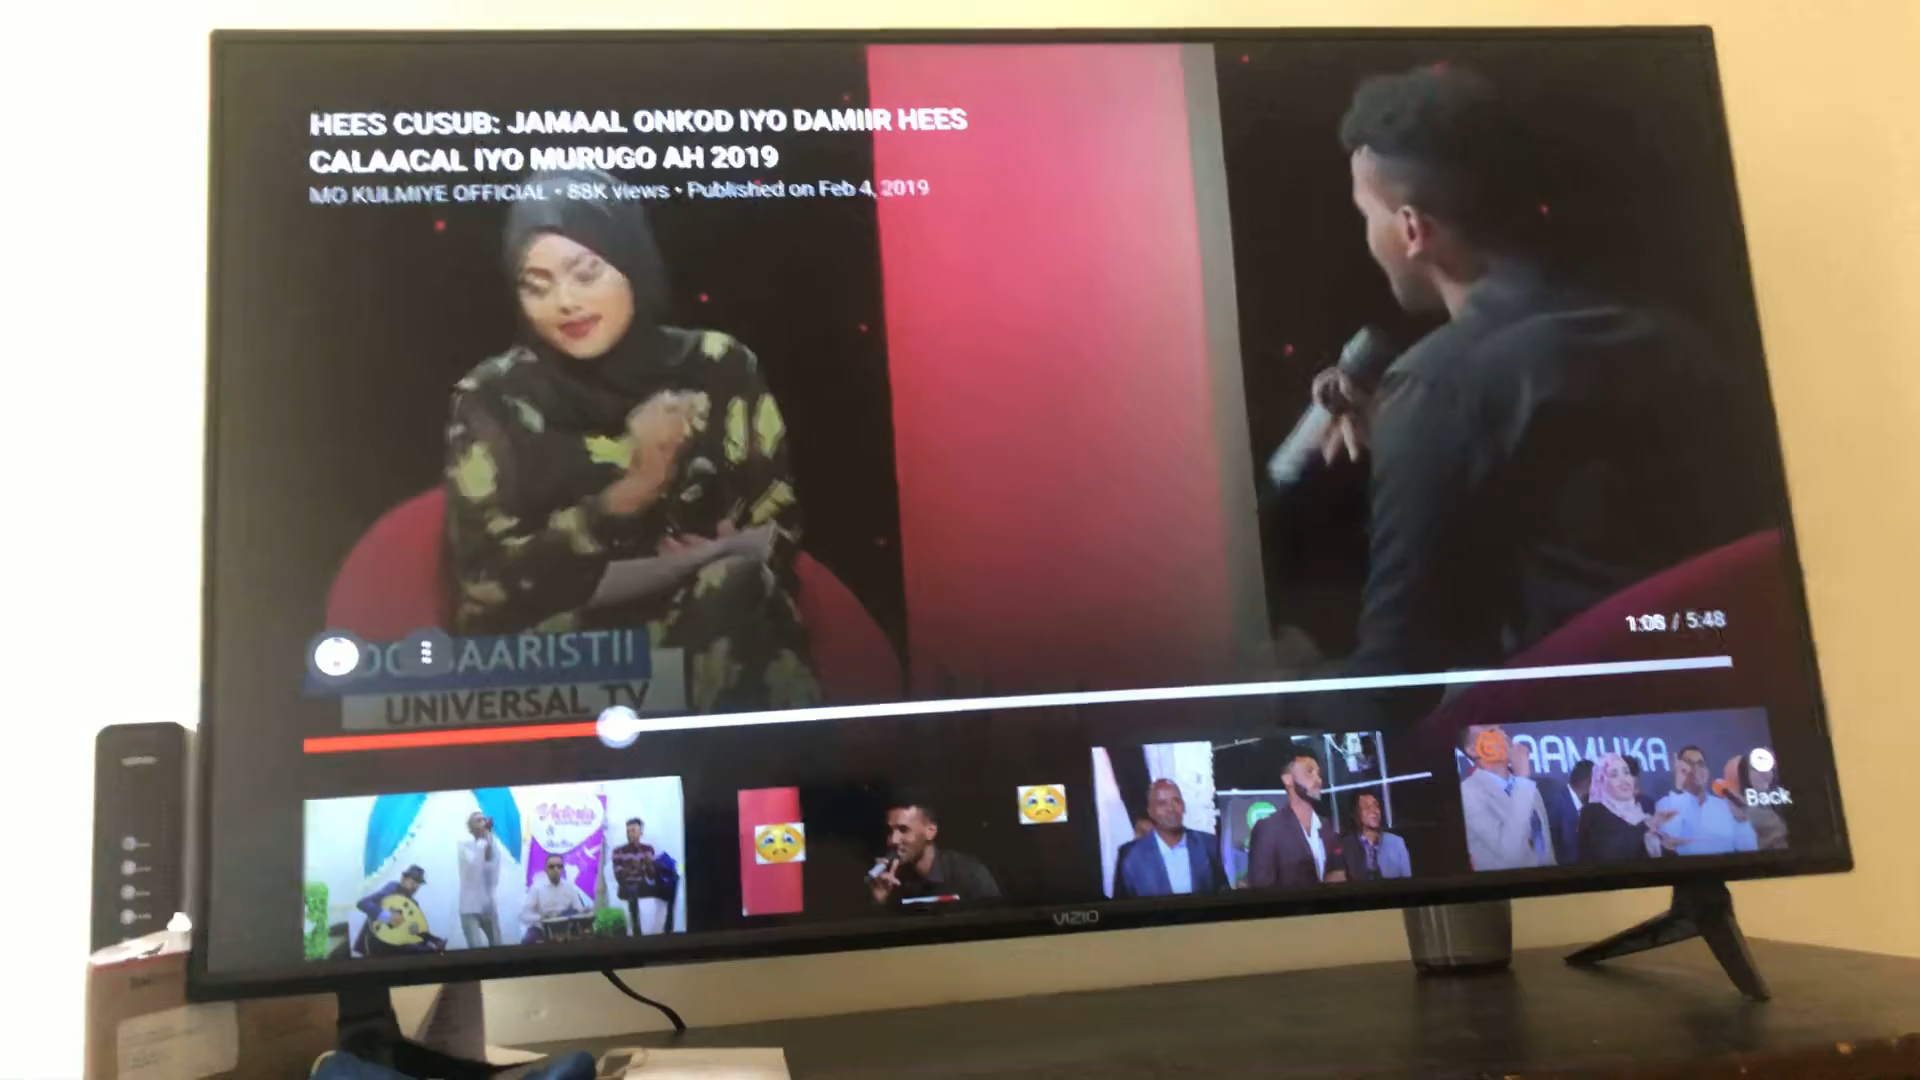 HEES CUSUB: JAMAAL ONKOD IYO DAMIIR HEES
CALAACAL IYO MURUGO AH 2019
MO KULMIYE OFFICIAL • 88K views • Published on Feb 4, 2019
1:06 / 5:48
UNIVERSAL TV
Back
VIZIO